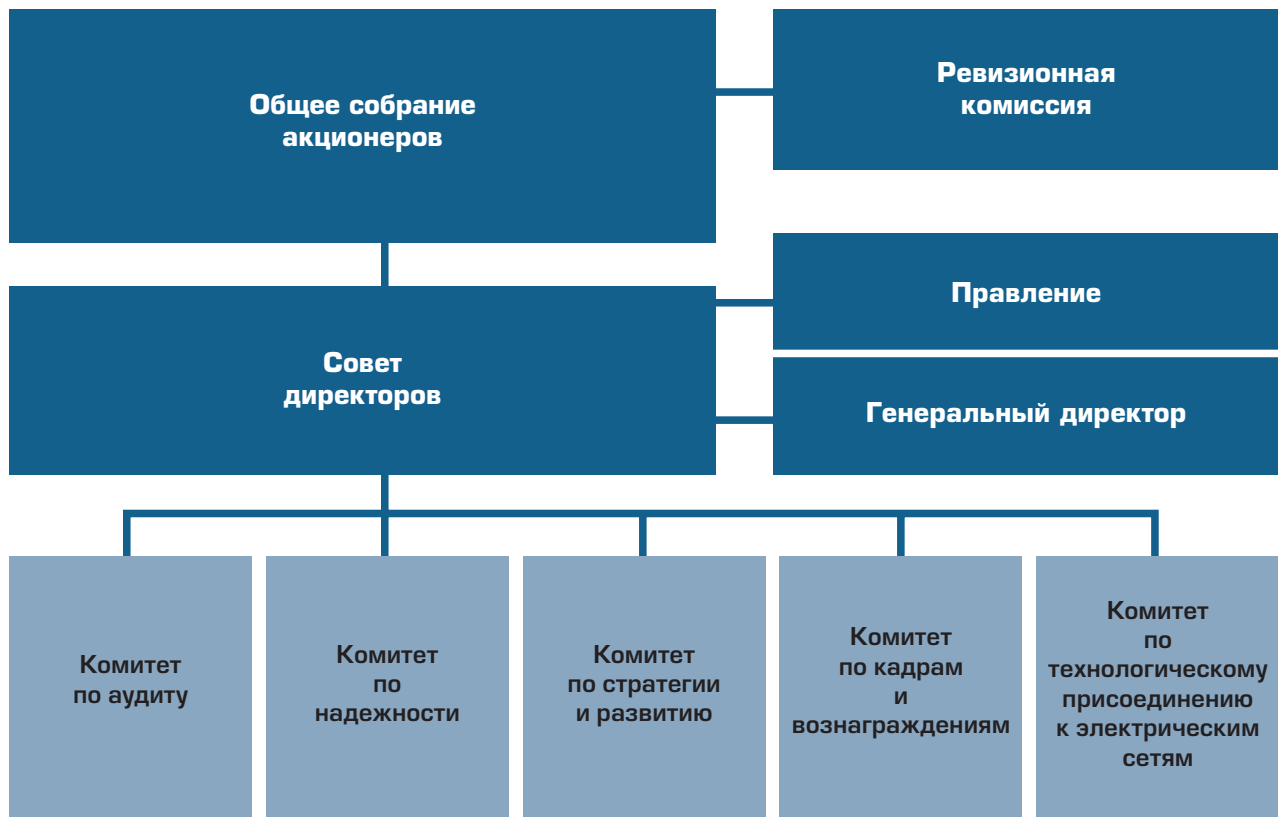 Общее собрание
акционеров
Ревизионная
комиссия
Правление
Совет
директоров
Генеральный директор
Комитет
по аудиту
Комитет
по
надежности
Комитет
по стратегии
и развитию
Комитет
по кадрам
и
вознаграждениям
Комитет
по
технологическому
присоединению
к электрическим
сетям